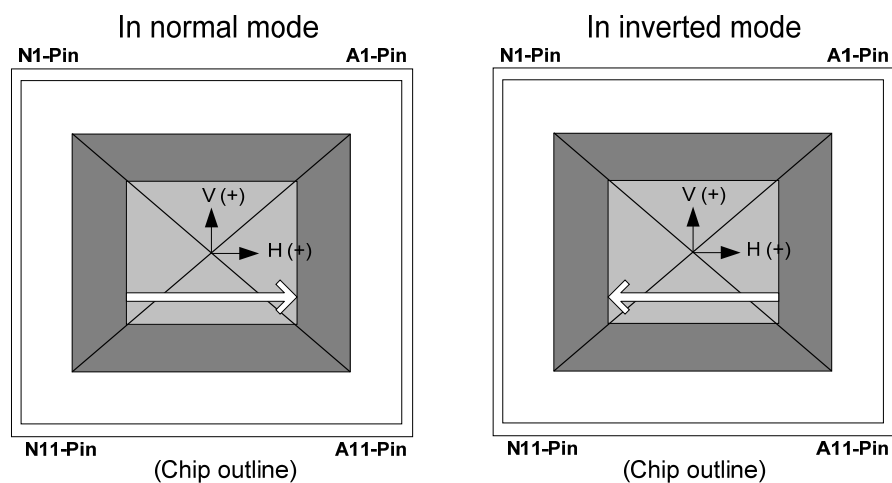 In normal mode
In inverted mode
N1-Pin
A1-Pin
N1-Pin
A1-Pin
V (+)
H (+)
V (+)
H (+)
N11-Pin
A11-Pin
N11-Pin
A11-Pin
(Chip outline)
(Chip outline)